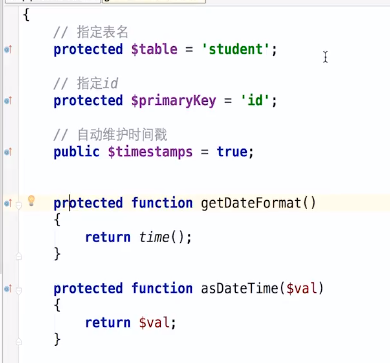 {
// 指定表名
protected $table = 'student';
// 指定id
protected $primaryKey = 'id';
// 自动维护时间戳
public $timestamps = true;
protected function getDateFormat()
{
return time();
}
protected function asDateTime($val)
{
return $val;
}